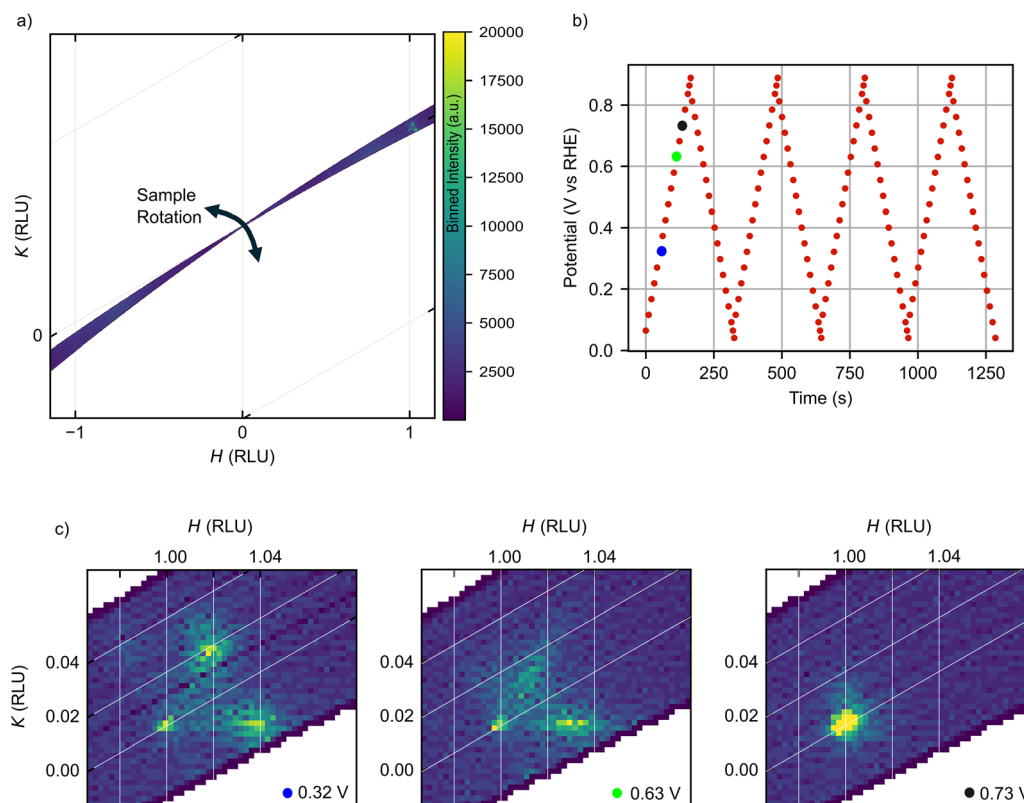 a)
Sample
Rotation
K (RLU)
0
−1
0
1
H (RLU)
Binned Intensity (a.u.)
20000
17500
15000
12500
10000
7500
5000
2500
b)
Potential (V vs RHE)
0.8
0.6
0.4
0.2
0.0
0
250
500
750
1000
1250
Time (s)
c)
H (RLU)
H (RLU)
H (RLU)
1.00
1.04
1.00
1.04
1.00
1.04
K (RLU)
0.04
0.02
0.00
0.32 V
0.04
0.02
0.00
0.63 V
0.04
0.02
0.00
0.73 V